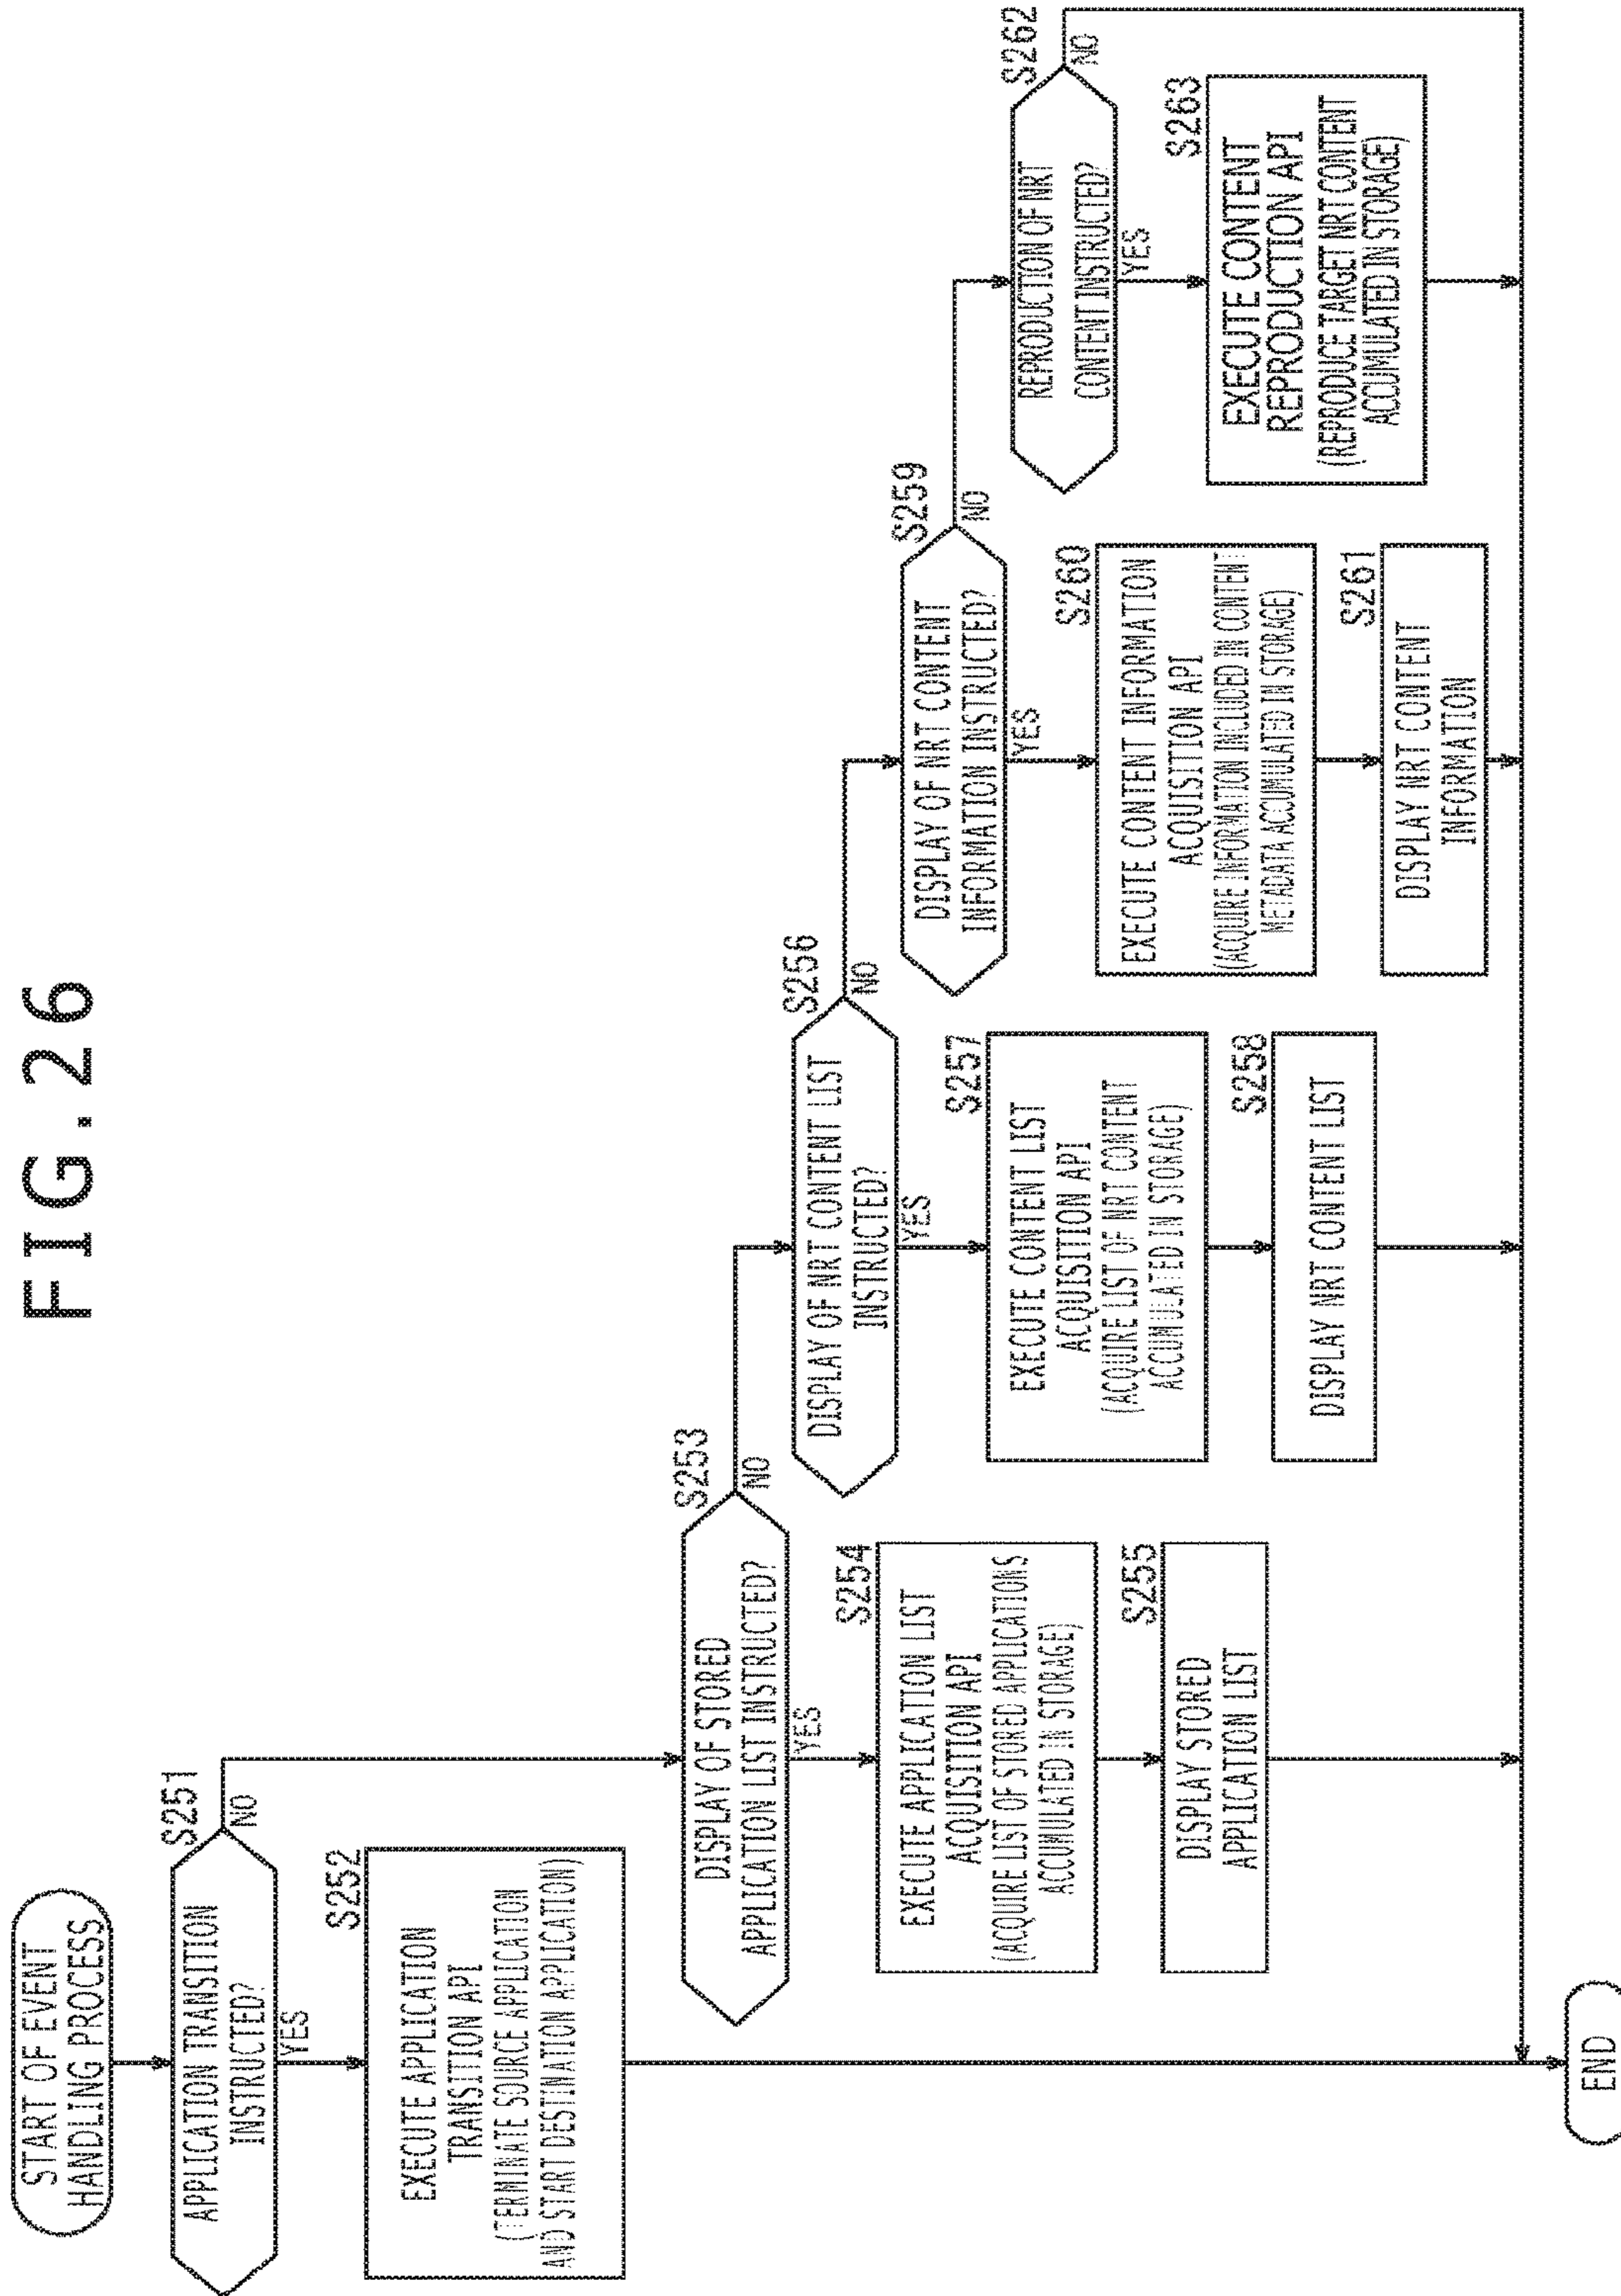 FIG.26
START OF EVENT
HANDLING PROCESS
S251
APPLICATION TRANSITION
INSTRUCTED?
NO
YES
S252
EXECUTE APPLICATION
TRANSITION API
(TERMINATE SOURCE APPLICATION
AND START DESTINATION APPLICATION)
S253
DISPLAY OF STORED
APPLICATION LIST INSTRUCTED?
NO
YES
S254
EXECUTE APPLICATION LIST
ACQUISITION API
(ACQUIRE LIST OF STORED APPLICATIONS
ACCUMULATED IN STORAGE)
S255
DISPLAY STORED
APPLICATION LIST
S256
DISPLAY OF NRT CONTENT LIST
INSTRUCTED?
NO
YES
S257
EXECUTE CONTENT LIST
ACQUISITION API
(ACQUIRE LIST OF NRT CONTENT
ACCUMULATED IN STORAGE)
S258
DISPLAY NRT CONTENT LIST
S259
DISPLAY OF NRT CONTENT
INFORMATION INSTRUCTED?
NO
YES
S260
EXECUTE CONTENT INFORMATION
ACQUISITION API
(ACQUIRE INFORMATION INCLUDED IN CONTENT
METADATA ACCUMULATED IN STORAGE)
S261
DISPLAY NRT CONTENT
INFORMATION
S262
REPRODUCTION OF NRT
CONTENT INSTRUCTED?
NO
YES
S263
EXECUTE CONTENT
REPRODUCTION API
(REPRODUCE TARGET NRT CONTENT
ACCUMULATED IN STORAGE)
END